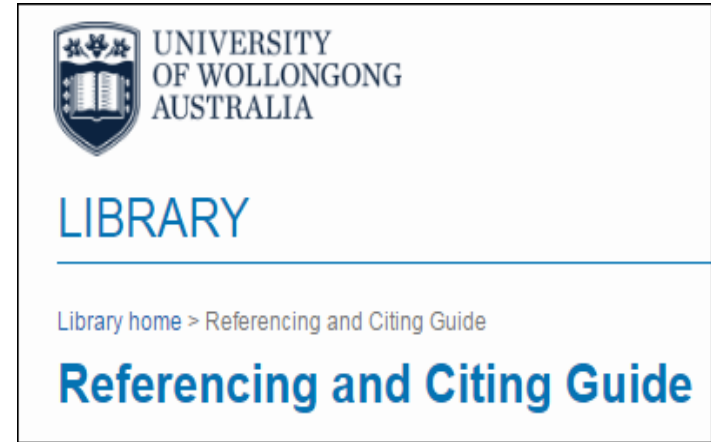 UNIVERSITY
OF WOLLONGONG
AUSTRALIA
LIBRARY
Library home > Referencing and Citing Guide
Referencing and Citing Guide